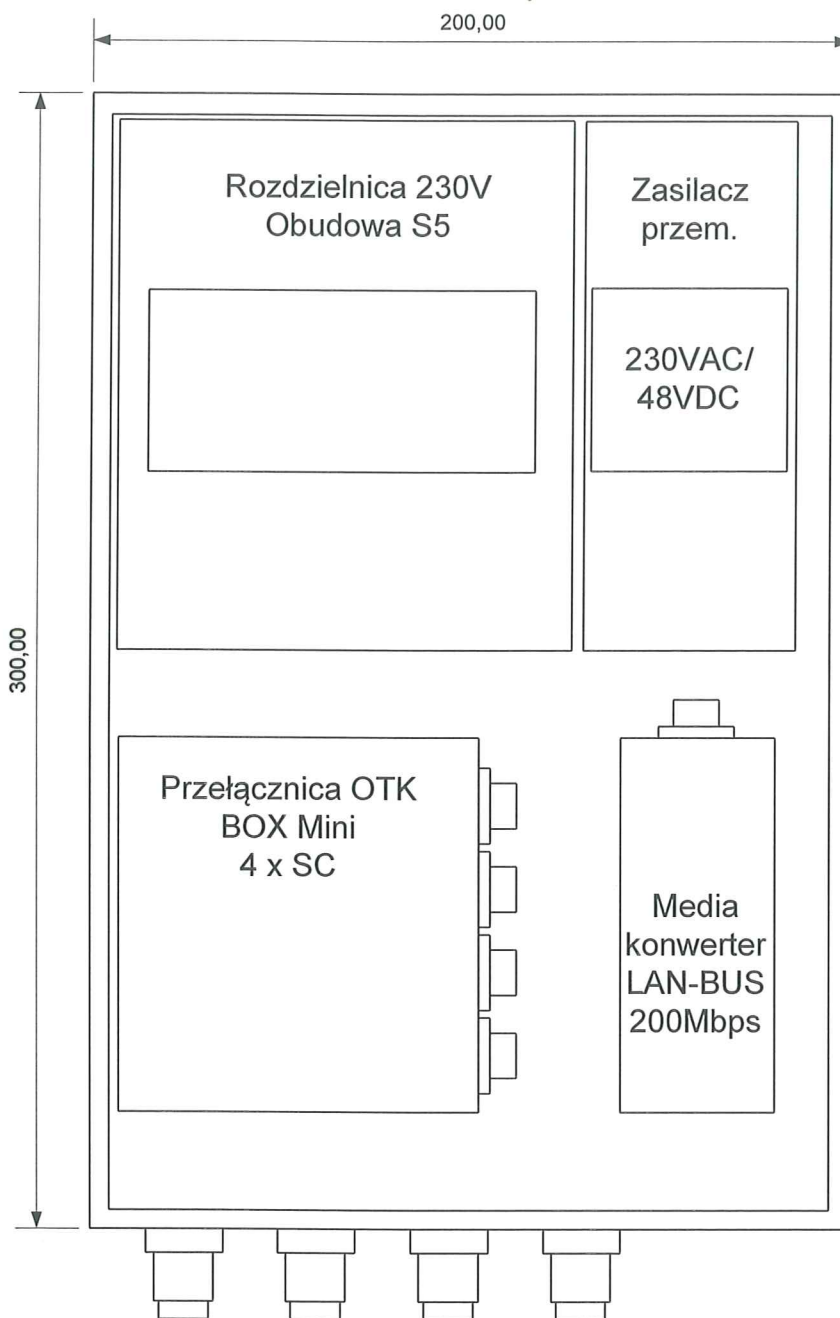 200,00
300,00
Rozdzielnica 230V
Obudowa S5
Zasilacz
przem.
230VAC/
48VDC
Przełącznica OTK
BOX Mini
4 x SC
Media
konwerter
LAN-BUS
200Mbps